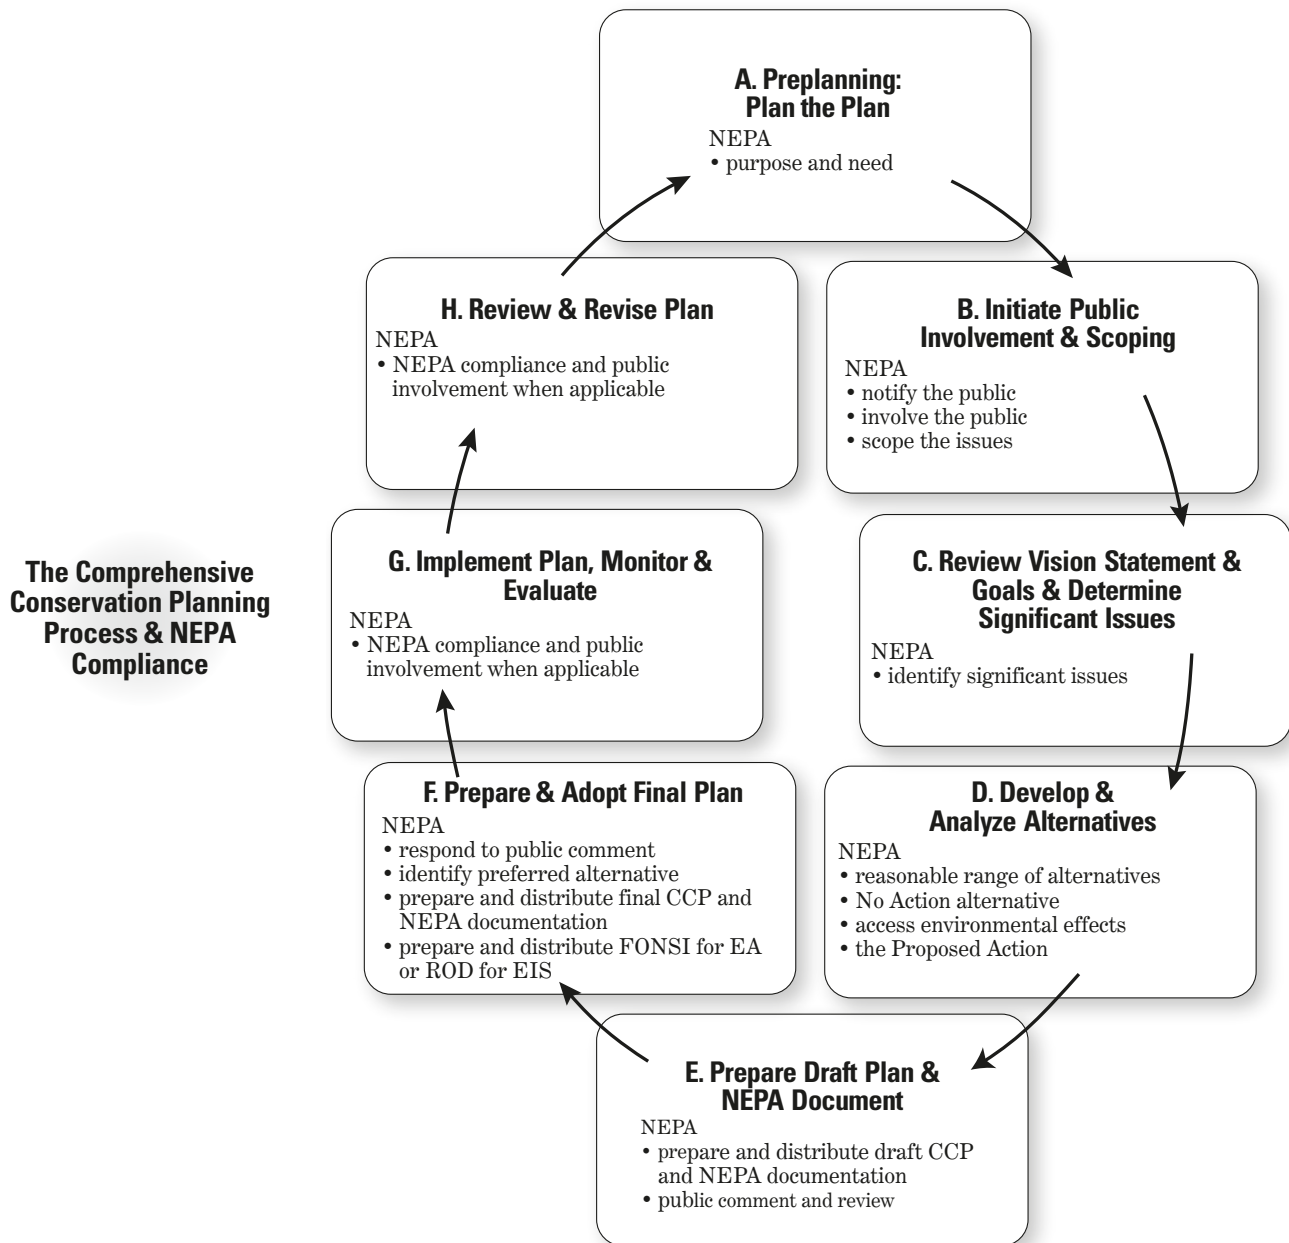 The Comprehensive
Conservation Planning
Process & NEPA
Compliance
A. Preplanning:
Plan the Plan
NEPA
• purpose and need
B. Initiate Public
Involvement & Scoping
NEPA
• notify the public
• involve the public
• scope the issues
C. Review Vision Statement &
Goals & Determine
Significant Issues
NEPA
• identify significant issues
D. Develop &
Analyze Alternatives
NEPA
• reasonable range of alternatives
• No Action alternative
• access environmental effects
• the Proposed Action
E. Prepare Draft Plan &
NEPA Document
NEPA
• prepare and distribute draft CCP
and NEPA documentation
• public comment and review
F. Prepare & Adopt Final Plan
NEPA
• respond to public comment
• identify preferred alternative
• prepare and distribute final CCP and
NEPA documentation
• prepare and distribute FONSI for EA
or ROD for EIS
G. Implement Plan, Monitor &
Evaluate
NEPA
• NEPA compliance and public
involvement when applicable
H. Review & Revise Plan
NEPA
• NEPA compliance and public
involvement when applicable